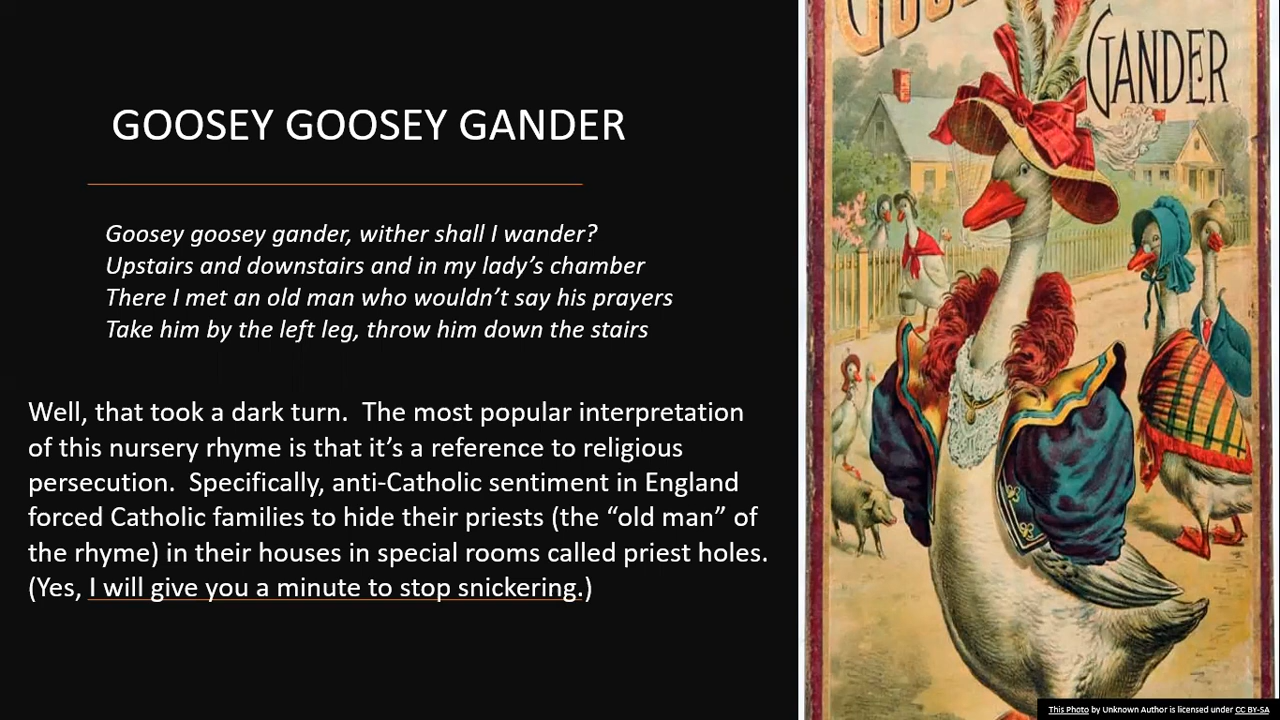 GOOSEY GOOSEY GANDER
Goosey goosey gander, wither shall I wander?
Upstairs and downstairs and in my lady’s chamber
There I met an old man who wouldn’t say his prayers
Take him by the left leg, throw him down the stairs
Well, that took a dark turn.  The most popular interpretation
of this nursery rhyme is that it’s a reference to religious
persecution.  Specifically, anti-Catholic sentiment in England
forced Catholic families to hide their priests (the “old man” of
the rhyme) in their houses in special rooms called priest holes.
(Yes, I will give you a minute to stop snickering.)
GANDER
This Photo by Unknown Author is licensed under CC BY-SA